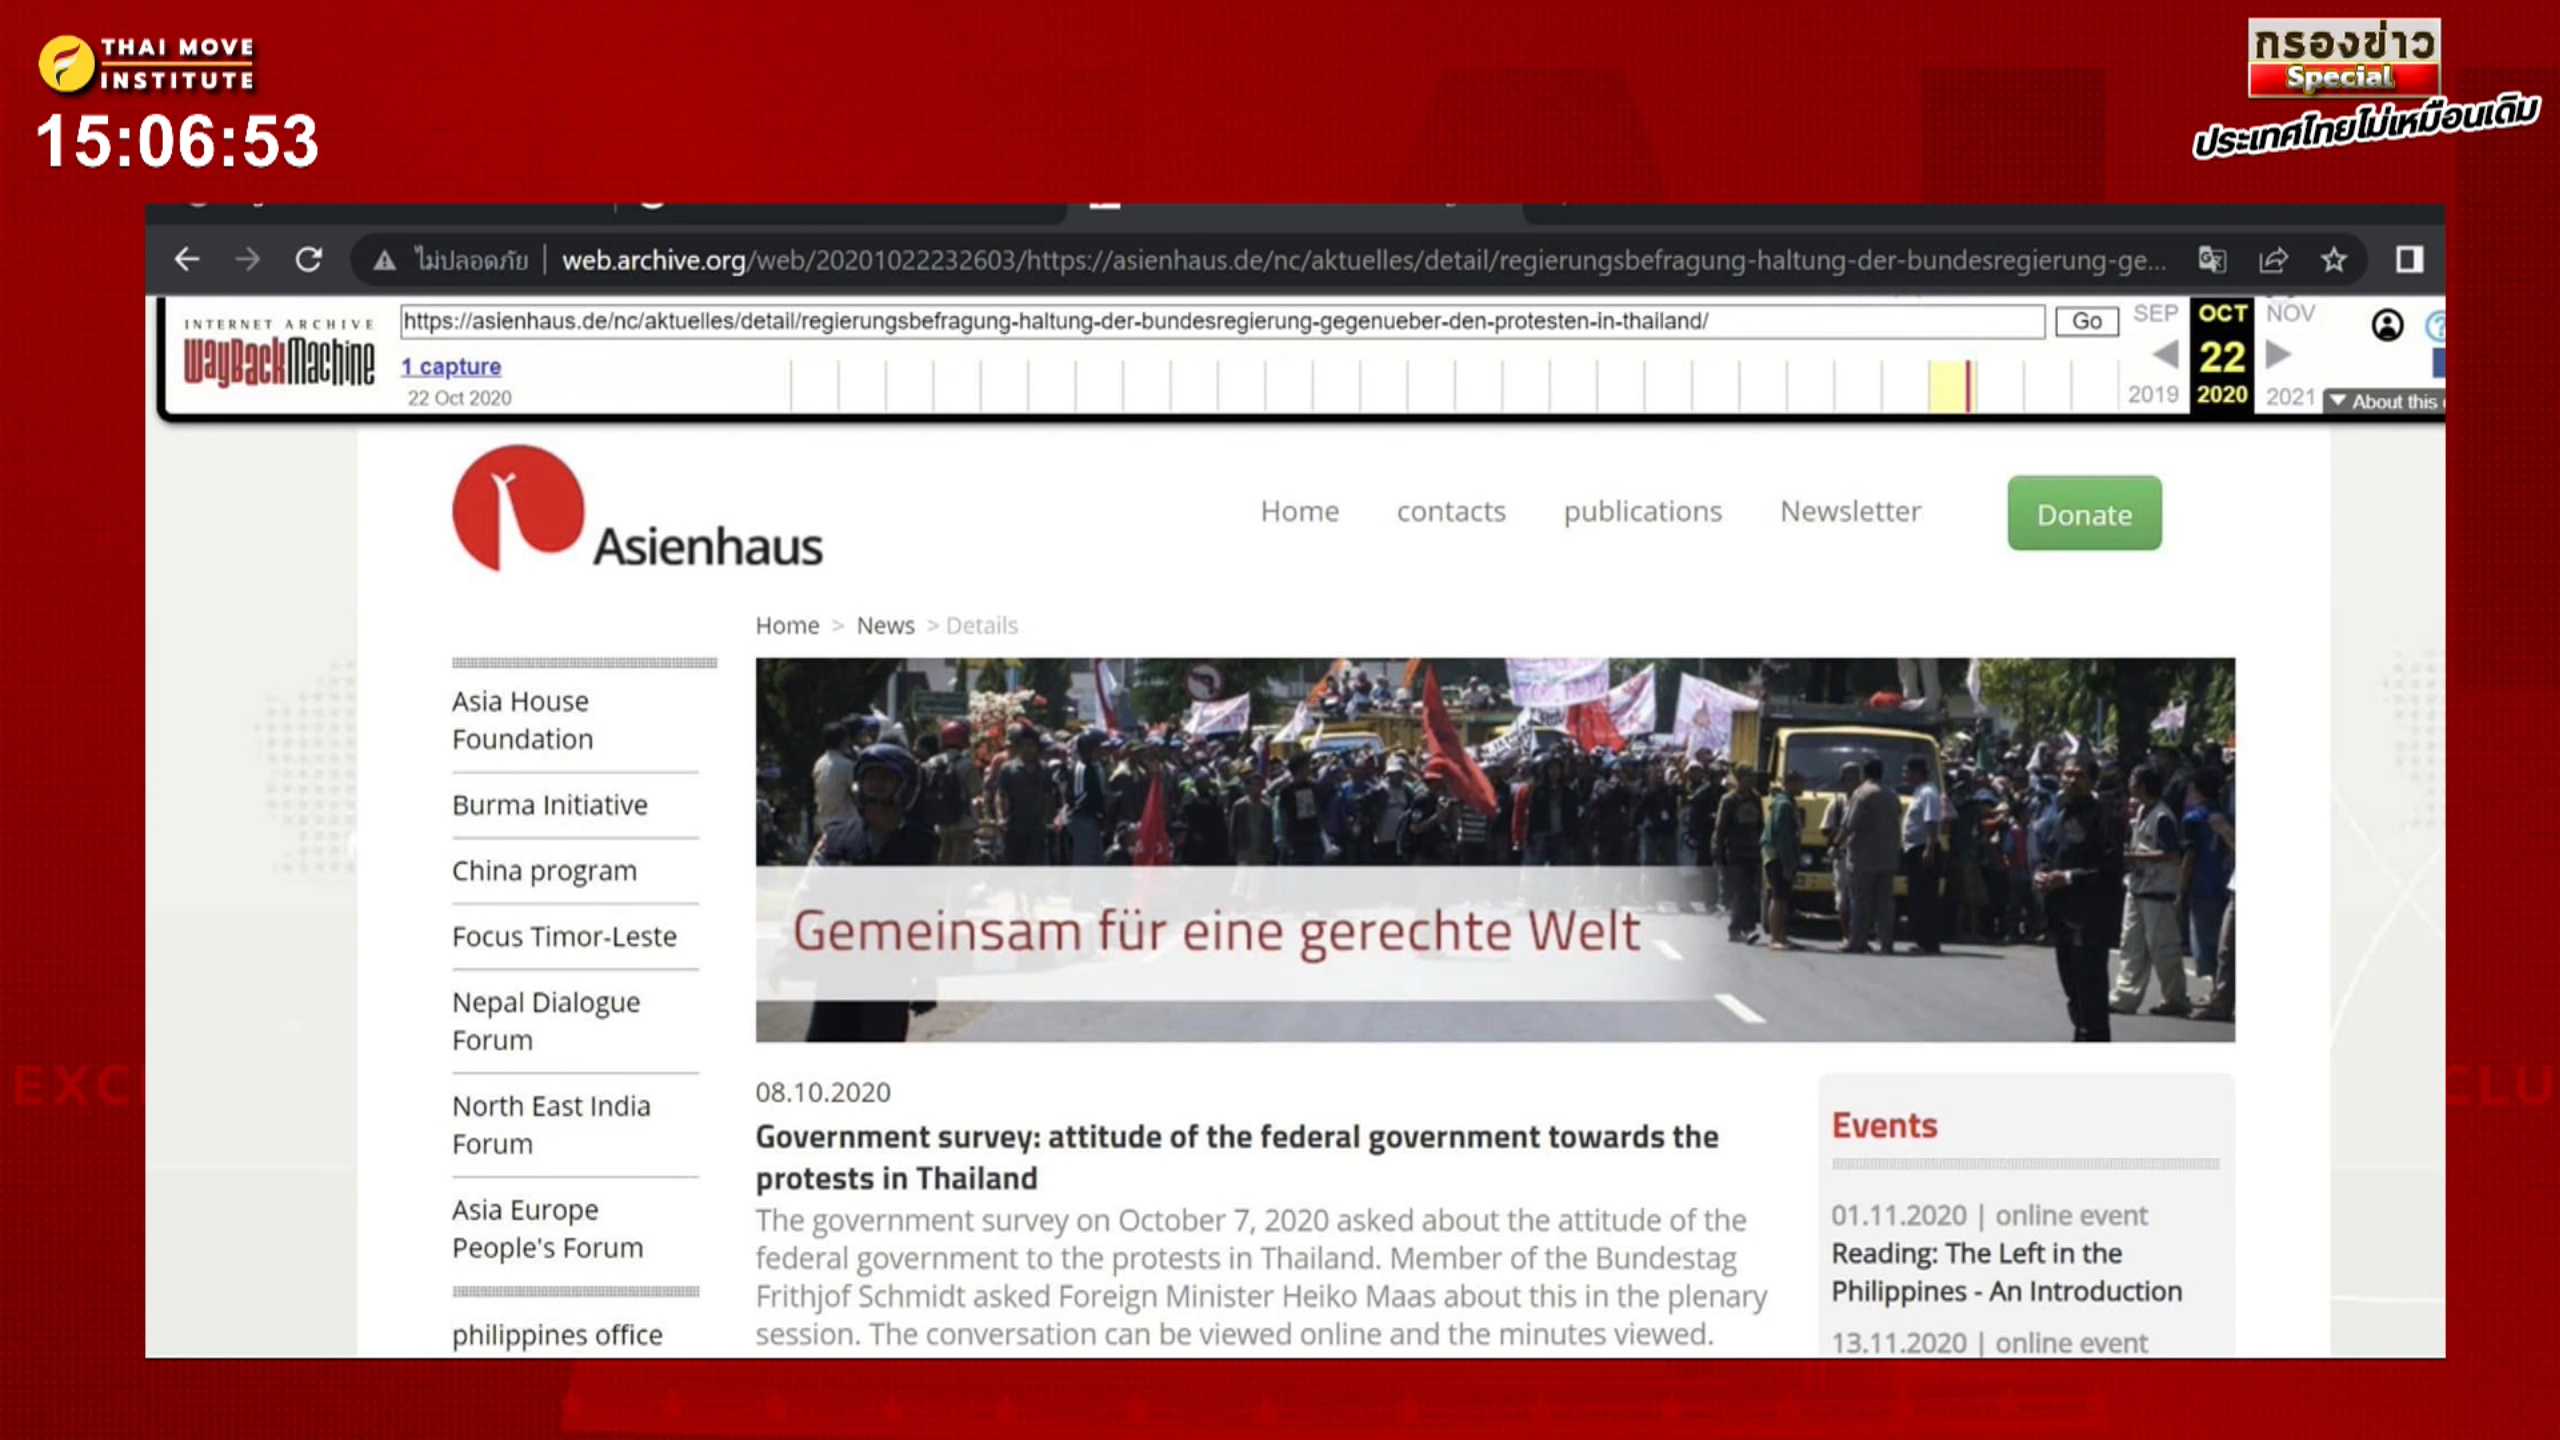 THAI MOVE
INSTITUTE
15:06:53
กรองข่าว
Special
ประเทศไทยไม่เหมือนเดิม
ไม่ปลอดภัย | web.archive.org/web/20201022232603/https://asienhaus.de/nc/aktuelles/detail/regierungsbefragung-haltung-der-bundesregierung-ge...
INTERNET ARCHIVE
WayBackMachine
https://asienhaus.de/nc/aktuelles/detail/regierungsbefragung-haltung-der-bundesregierung-gegenueber-den-protesten-in-thailand/
Go
SEP OCT NOV
1 capture
22
22 Oct 2020
2019 2020 2021
About this
Asienhaus
Home contacts publications Newsletter Donate
Home > News > Details
Asia House
Foundation
Burma Initiative
China program
Focus Timor-Leste
Nepal Dialogue
Forum
North East India
Forum
Asia Europe
People's Forum
philippines office
Gemeinsam für eine gerechte Welt
08.10.2020
Government survey: attitude of the federal government towards the
protests in Thailand
The government survey on October 7, 2020 asked about the attitude of the
federal government to the protests in Thailand. Member of the Bundestag
Frithjof Schmidt asked Foreign Minister Heiko Maas about this in the plenary
session. The conversation can be viewed online and the minutes viewed.
Events
01.11.2020 | online event
Reading: The Left in the
Philippines - An Introduction
13.11.2020 | online event
EXC
CLU